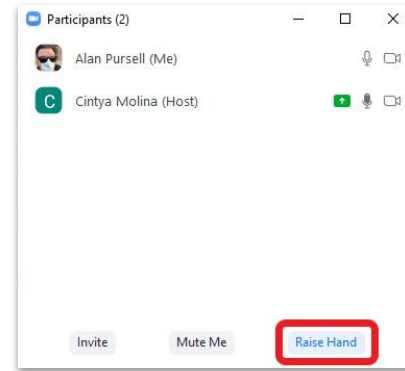 Participants (2)
Alan Pursell (Me)
C Cintya Molina (Host)
Invite Mute Me Raise Hand